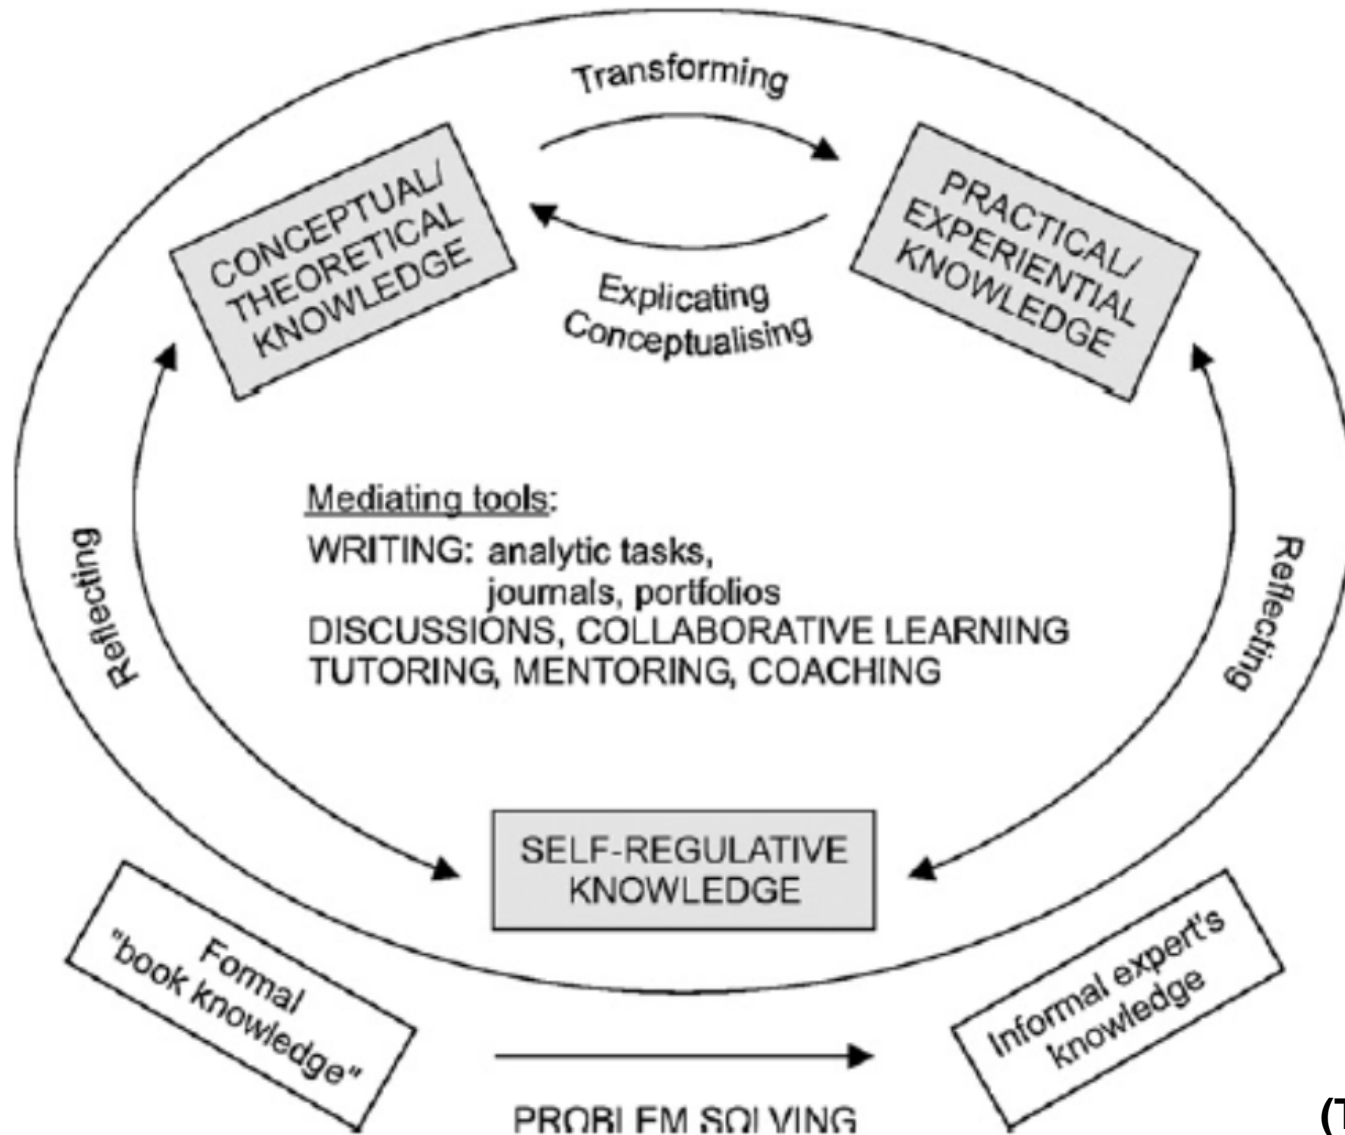 Transforming
CONCEPTUAL/
THEORETICAL
KNOWLEDGE
PRACTICAL/
EXPERIENTIAL
KNOWLEDGE
Explicating
Conceptualising
Mediating tools:
WRITING: analytic tasks,
journals, portfolios
DISCUSSIONS, COLLABORATIVE LEARNING
TUTORING, MENTORING, COACHING
Reflecting
Reflecting
SELF-REGULATIVE
KNOWLEDGE
Formal
"book knowledge"
Informal expert's
knowledge
PROBLEM SOLVING
(T